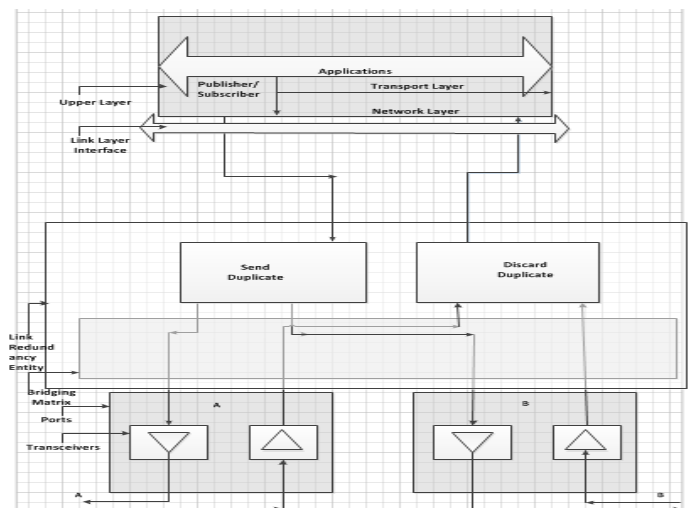 Applications
Publisher/
Subscriber
Transport Layer
Upper Layer
Network Layer
Link Layer
Interface
Send
Duplicate
Discard
Duplicate
Link
Redund
ancy
Entity
Bridging
Matrix
Ports
Transceivers
A
B
A
B